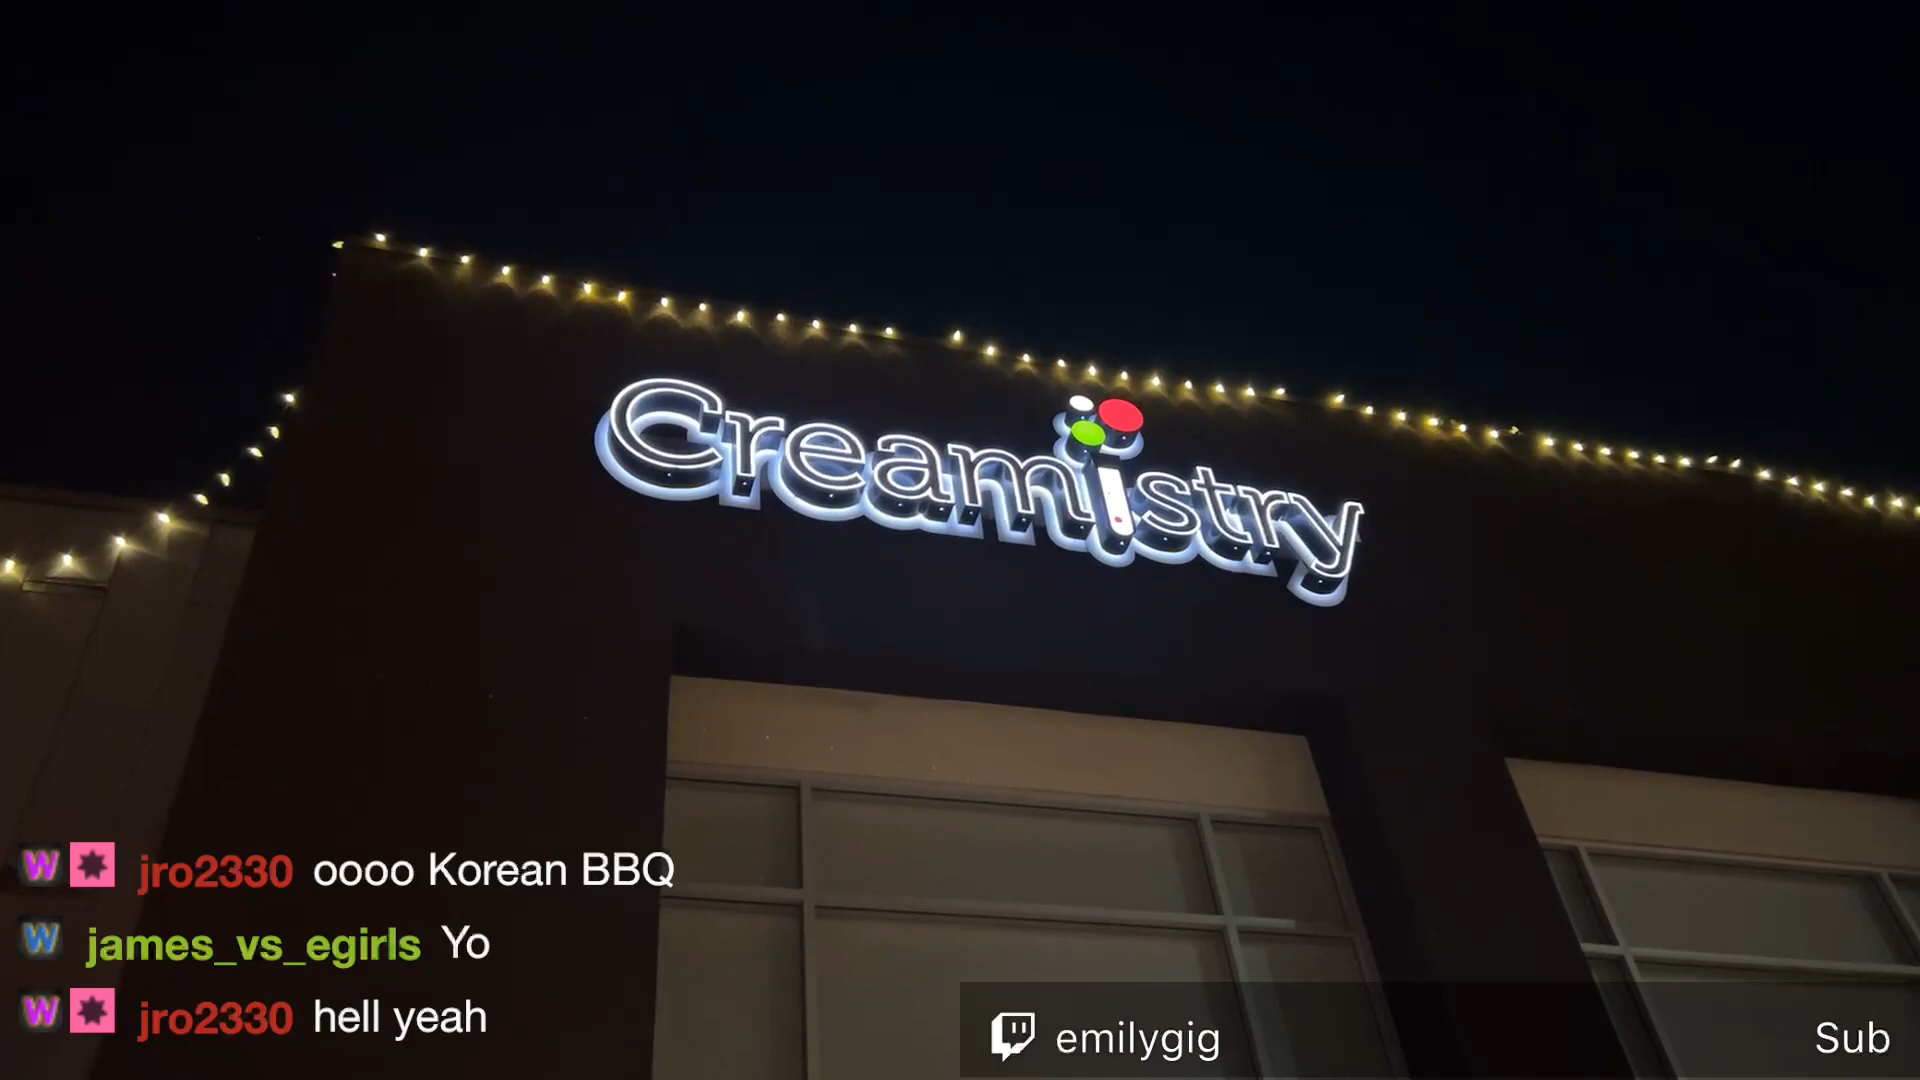 Creamistry
W jro2330 oooo Korean BBQ
W james_vs_egirls Yo
W jro2330 hell yeah
emilygig Sub